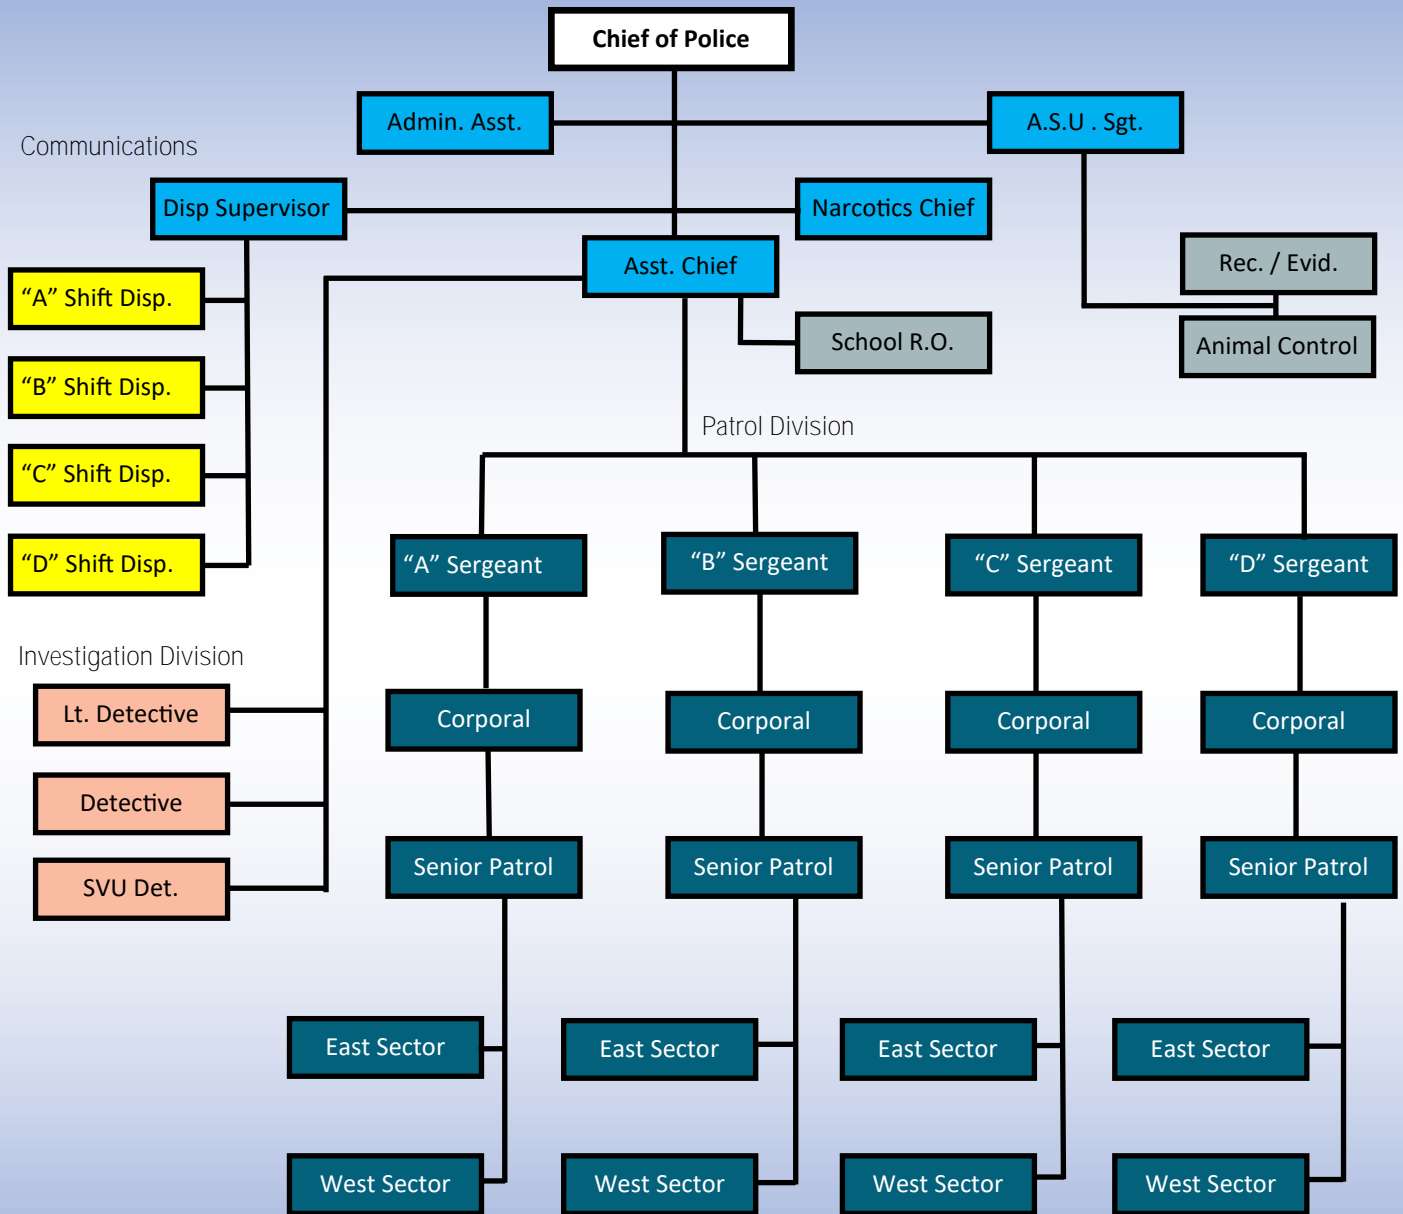 Chief of Police
Admin. Asst.
A.S.U . Sgt.
Communications
Disp Supervisor
Narcotics Chief
Asst. Chief
Rec. / Evid.
“A” Shift Disp.
School R.O.
Animal Control
“B” Shift Disp.
Patrol Division
“C” Shift Disp.
“D” Shift Disp.
“A” Sergeant
“B” Sergeant
“C” Sergeant
“D” Sergeant
Investigation Division
Lt. Detective
Corporal
Corporal
Corporal
Corporal
Detective
SVU Det.
Senior Patrol
Senior Patrol
Senior Patrol
Senior Patrol
East Sector
East Sector
East Sector
East Sector
West Sector
West Sector
West Sector
West Sector